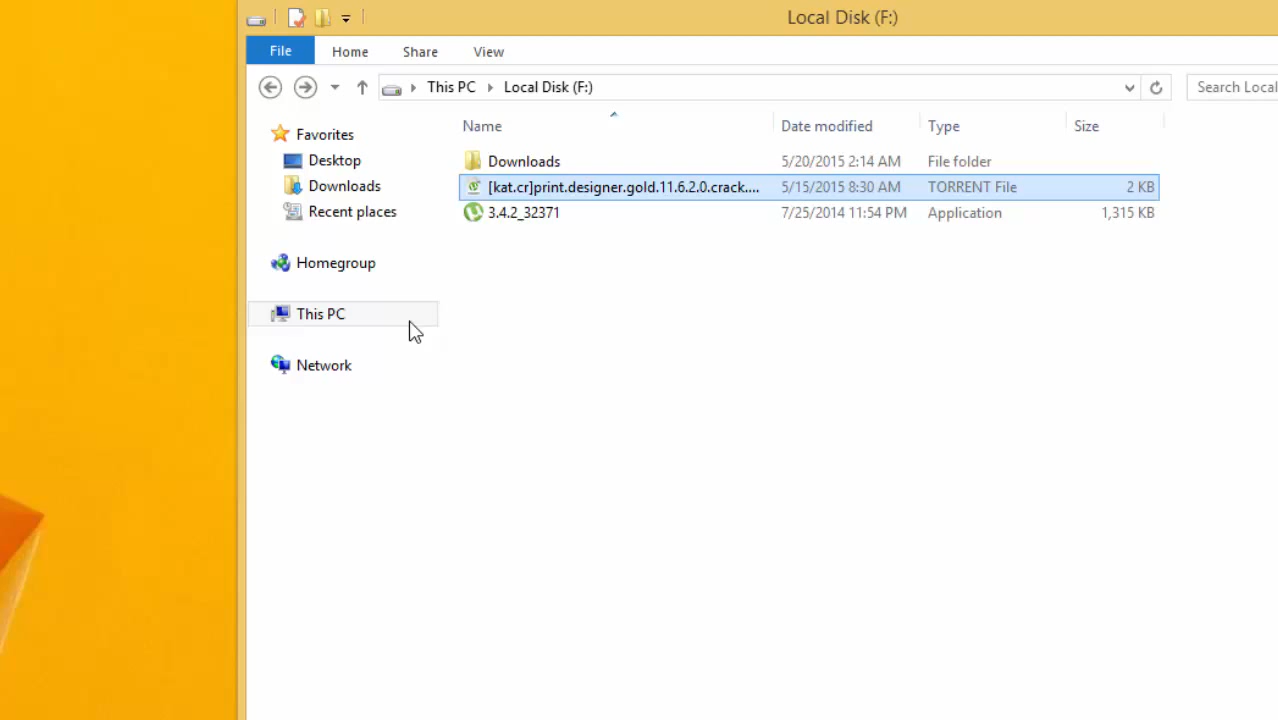 Local Disk (F:)
File Home Share View
This PC Local Disk (F:) Search Local
Name Date modified Type Size
Favorites
Desktop
Downloads
Recent places
Homegroup
This PC
Network
Downloads 5/20/2015 2:14 AM File folder
[kat.cr]print.designer.gold.11.6.2.0.crack.... 5/15/2015 8:30 AM TORRENT File 2 KB
3.4.2_32371 7/25/2014 11:54 PM Application 1,315 KB